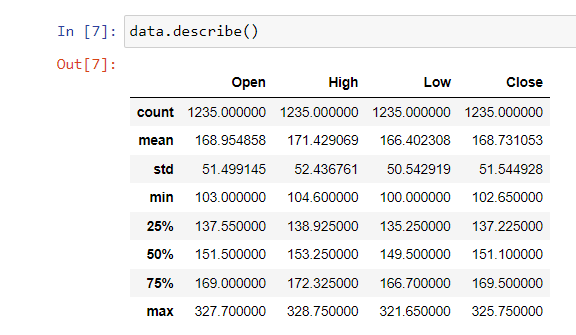 In [7]: data.describe()
Out[7]:
Open High Low Close
count 1235.000000 1235.000000 1235.000000 1235.000000
mean 168.954858 171.429069 166.402308 168.731053
std 51.499145 52.436761 50.542919 51.544928
min 103.000000 104.600000 100.000000 102.650000
25% 137.550000 138.925000 135.250000 137.225000
50% 151.500000 153.250000 149.500000 151.100000
75% 169.000000 172.325000 166.700000 169.500000
max 327.700000 328.750000 321.650000 325.750000